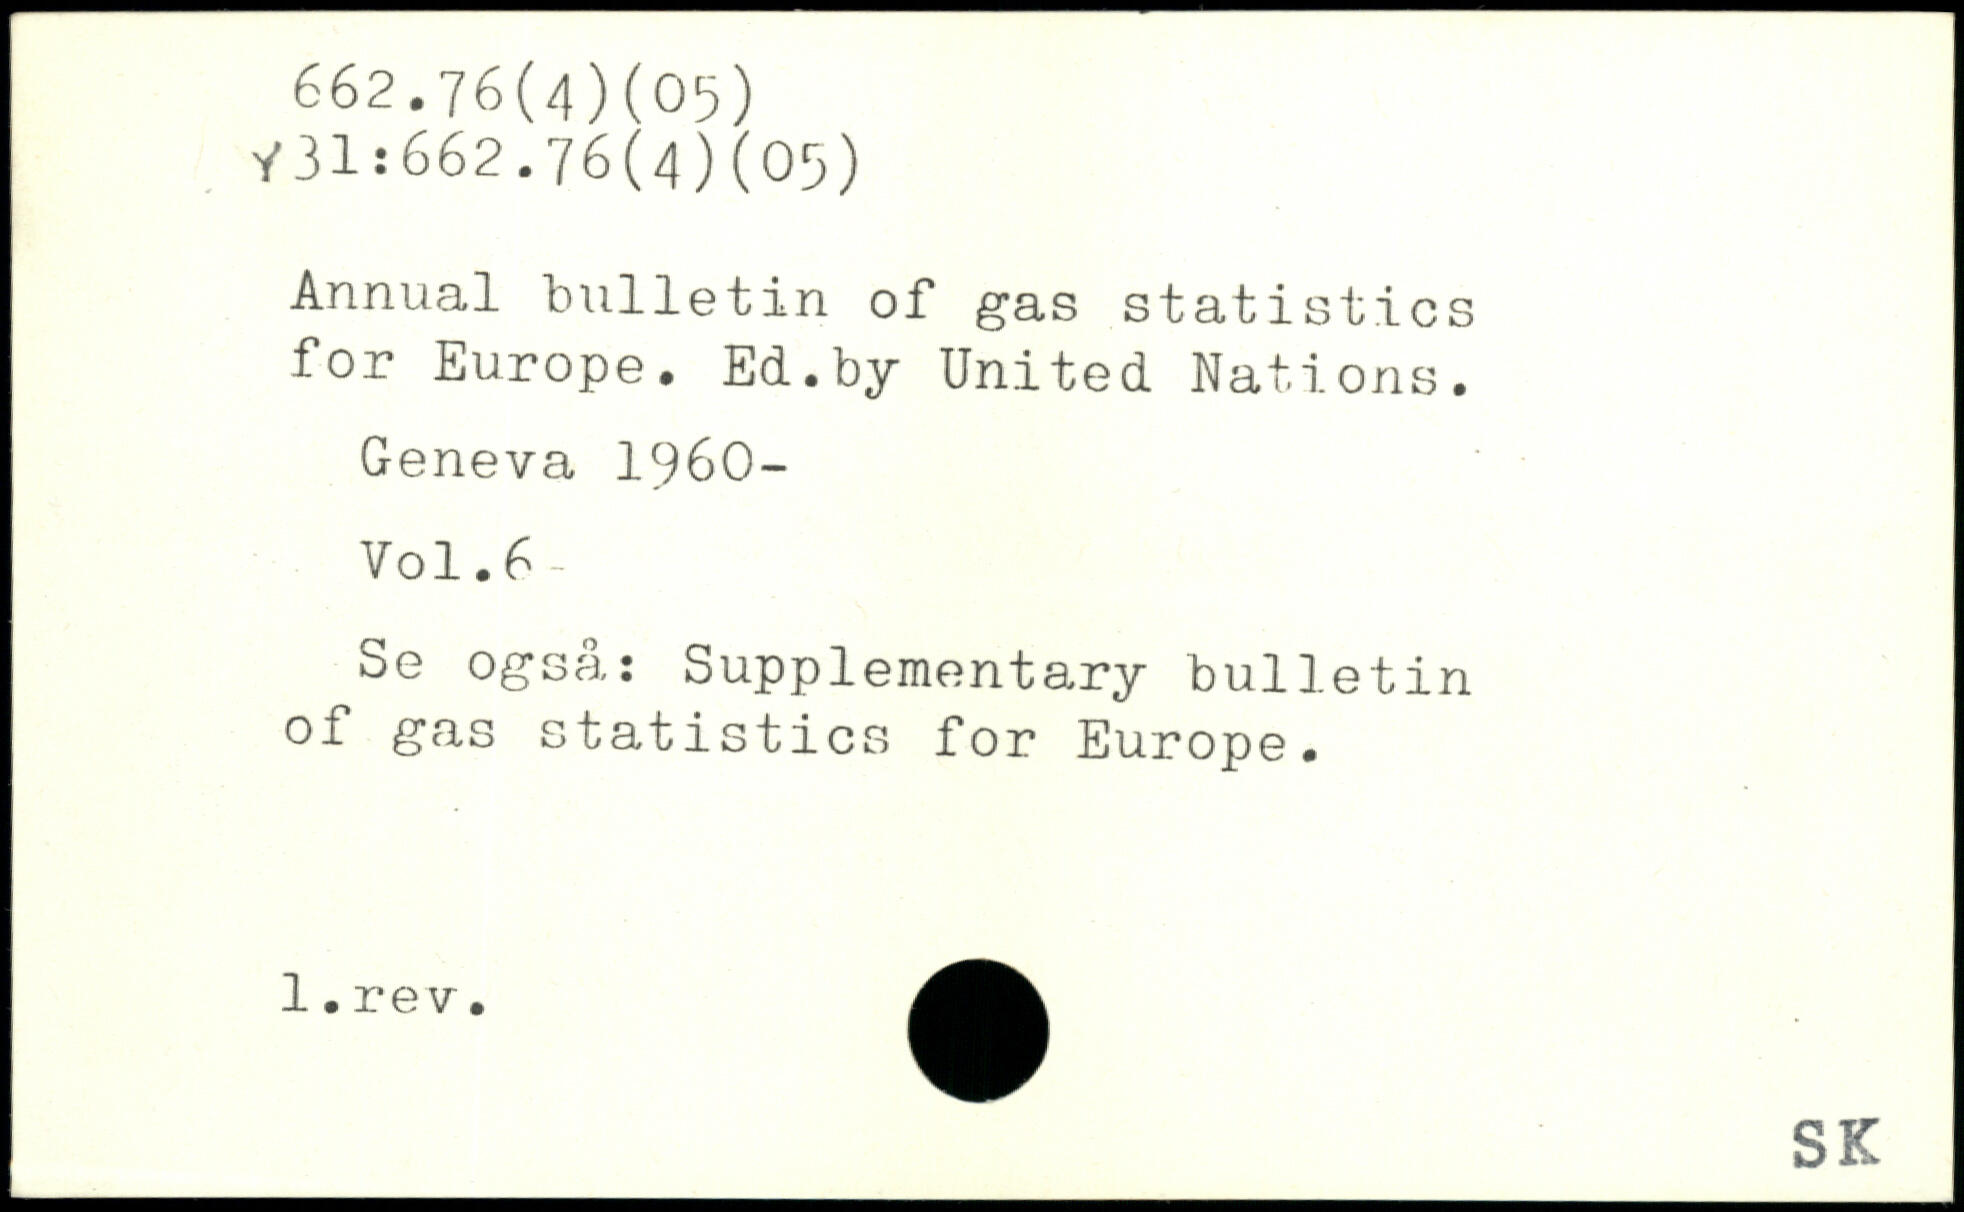 662.76(4)(05)
Y31:662.76(4)(05)
Annual bulletin of gas statistics
for Europe. Ed.by United Nations.
Geneva 1960-
Vol.6-
Se også: Supplementary bulletin
of gas statistics for Europe.
1.rev.
SK